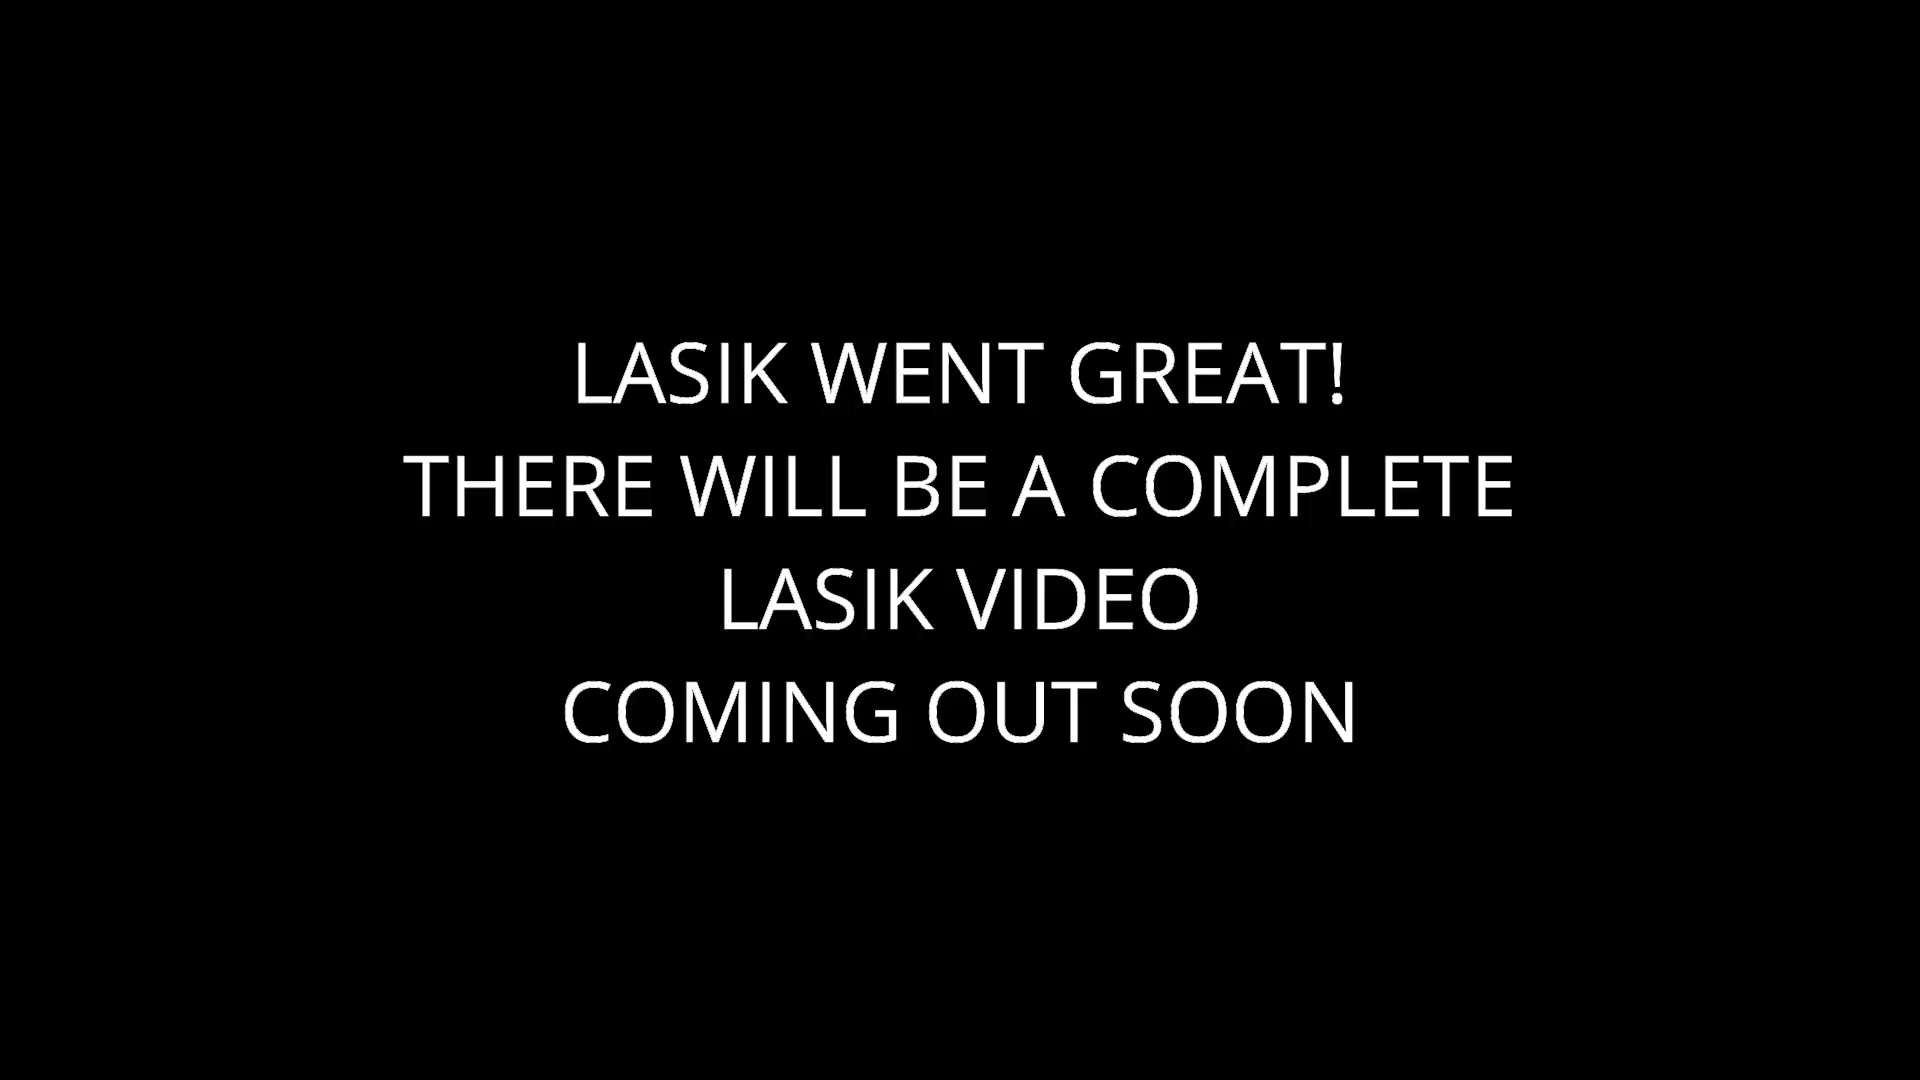 LASIK WENT GREAT!
THERE WILL BE A COMPLETE
LASIK VIDEO
COMING OUT SOON